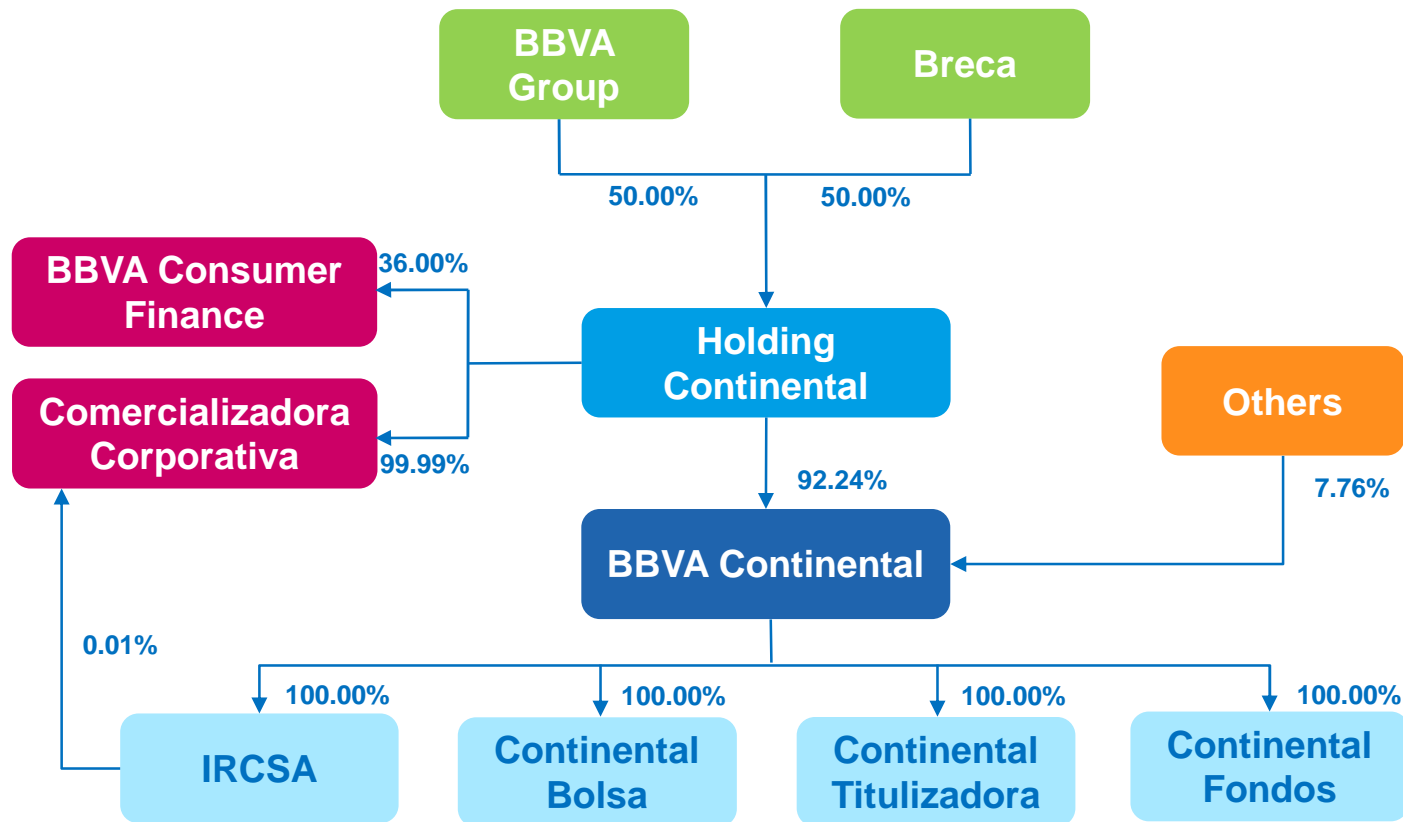 BBVA
Group
Breca
50.00%
50.00%
BBVA Consumer
Finance
36.00%
Holding
Continental
Others
Comercializadora
Corporativa
99.99%
92.24%
7.76%
BBVA Continental
0.01%
100.00%
100.00%
100.00%
100.00%
IRCSA
Continental
Bolsa
Continental
Titulizadora
Continental
Fondos